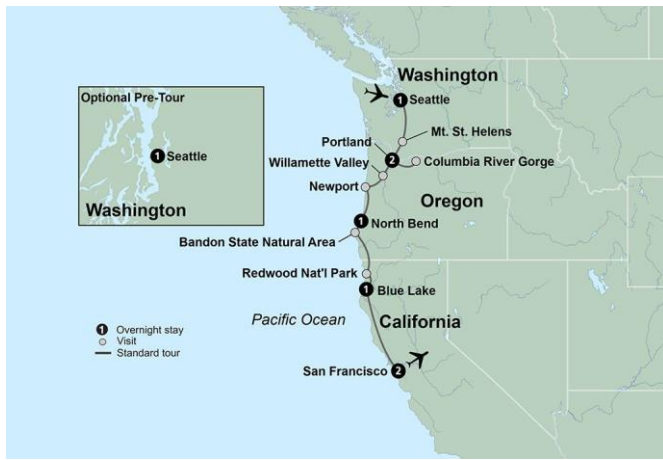 Washington
Optional Pre-Tour
1 Seattle
1 Seattle
Mt. St. Helens
Portland
2
Willamette Valley
Columbia River Gorge
Newport
Oregon
Washington
1 North Bend
Bandon State Natural Area
Redwood Nat'l Park
1 Blue Lake
Pacific Ocean
California
1 Overnight stay
Visit
Standard tour
San Francisco 2